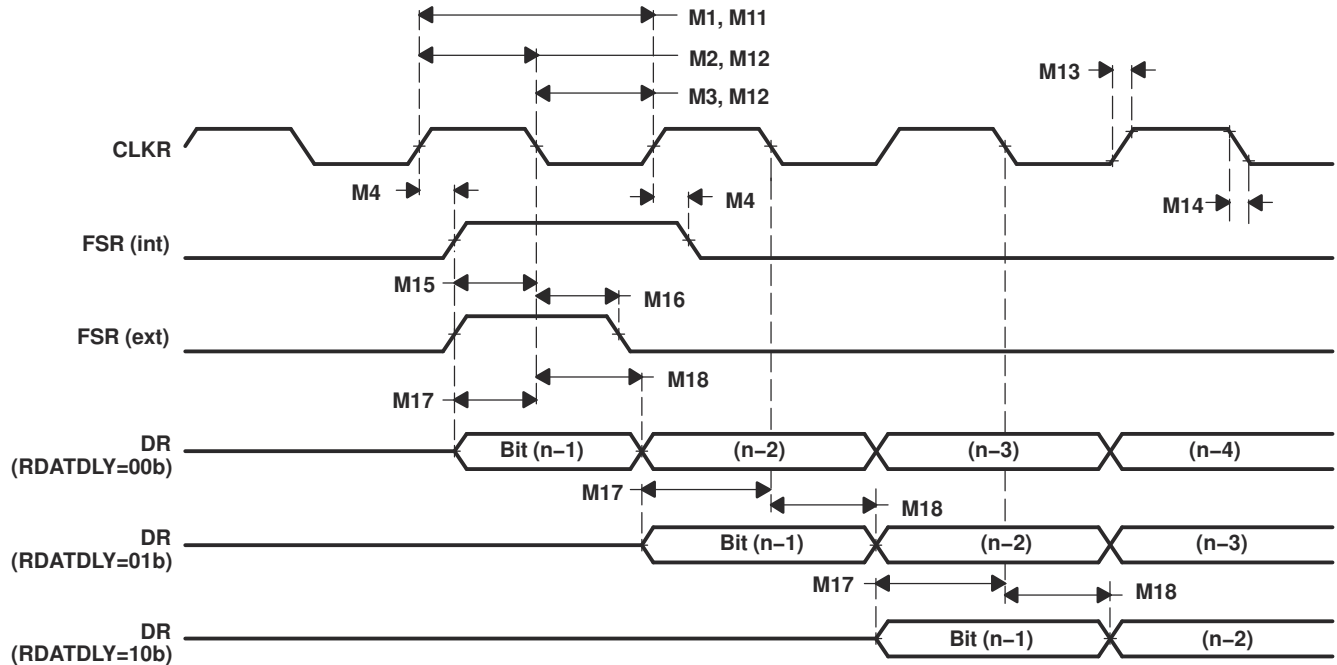 M1, M11
M2, M12
M13
M3, M12
CLKR
M4
M4
M14
FSR (int)
M15
M16
FSR (ext)
M18
M17
DR
(RDATDLY=00b)
Bit (n−1)
(n−2)
(n−3)
(n−4)
M17
M18
DR
(RDATDLY=01b)
Bit (n−1)
(n−2)
(n−3)
M17
M18
DR
(RDATDLY=10b)
Bit (n−1)
(n−2)